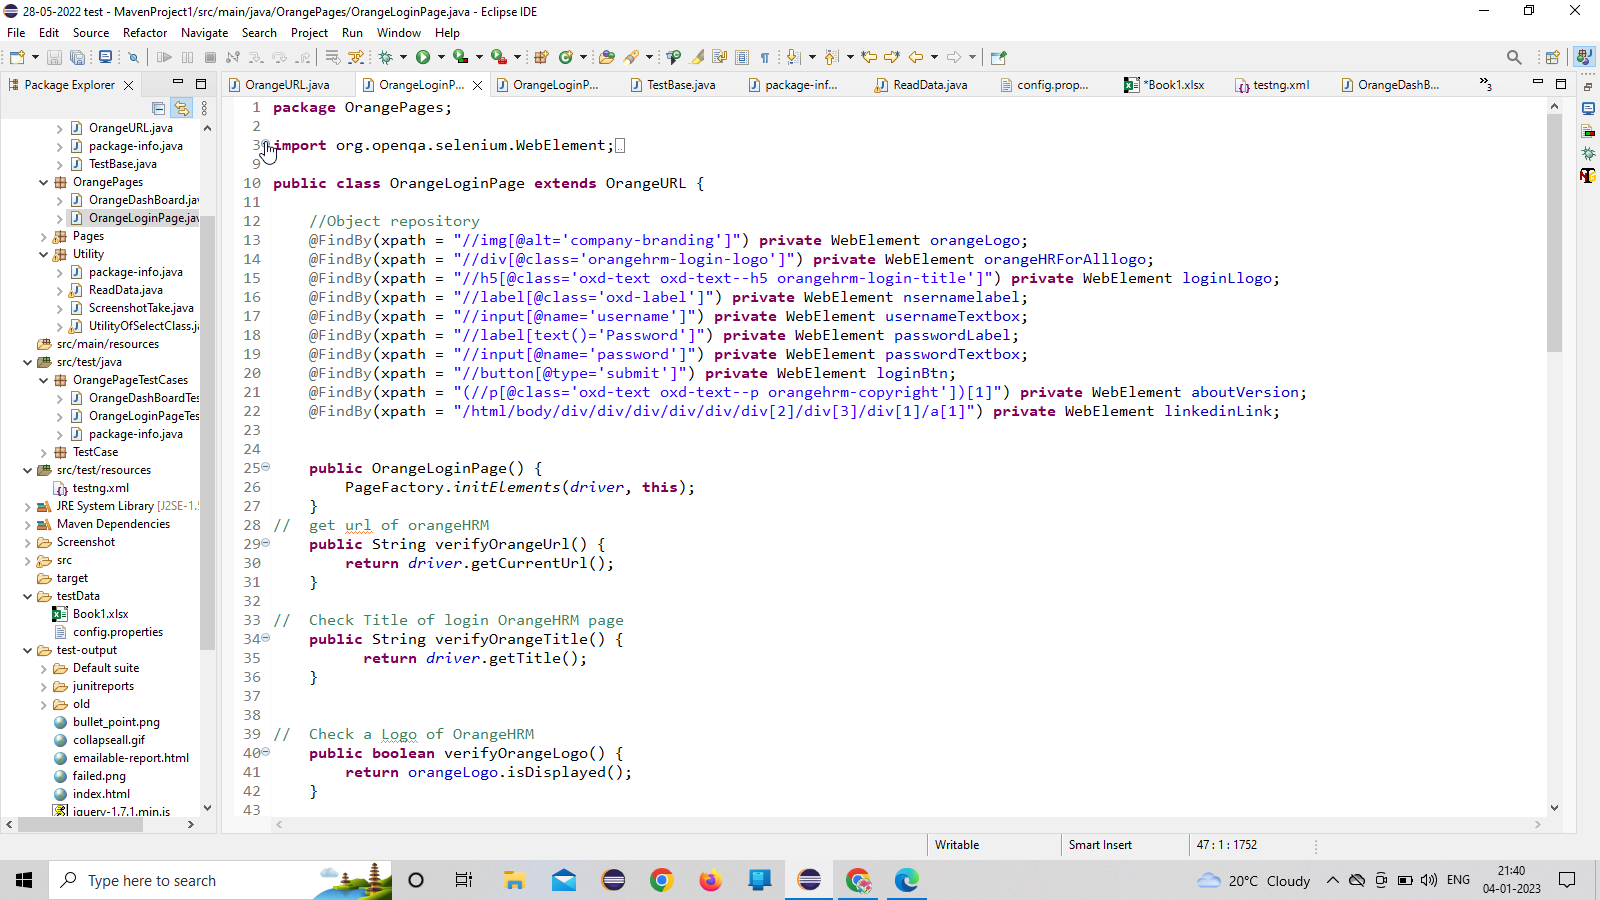 28-05-2022 test - MavenProject1/src/main/java/OrangePages/OrangeLoginPage.java - Eclipse IDE
File Edit Source Refactor Navigate Search Project Run Window Help
Package Explorer
OrangeURL.java OrangeLoginP... OrangeLoginP... TestBase.java package-inf... ReadData.java config.prop... *Book1.xlsx testng.xml OrangeDashB... »3
OrangeURL.java
package-info.java
TestBase.java
OrangePages
OrangeDashBoard.jav
OrangeLoginPage.jav
Pages
Utility
package-info.java
ReadData.java
ScreenshotTake.java
UtilityOfSelectClass.ja
src/main/resources
src/test/java
OrangePageTestCases
OrangeDashBoardTes
OrangeLoginPageTes
package-info.java
TestCase
src/test/resources
testng.xml
JRE System Library [J2SE-1.5
Maven Dependencies
Screenshot
src
target
testData
Book1.xlsx
config.properties
test-output
Default suite
junitreports
old
bullet_point.png
collapseall.gif
emailable-report.html
failed.png
index.html
jquery-1.7.1.min.js
1 package OrangePages;
2
3 import org.openqa.selenium.WebElement;
9
10 public class OrangeLoginPage extends OrangeURL {
11
12 //Object repository
13 @FindBy(xpath = "//img[@alt='company-branding']") private WebElement orangeLogo;
14 @FindBy(xpath = "//div[@class='orangehrm-login-logo']") private WebElement orangeHRForAlllogo;
15 @FindBy(xpath = "//h5[@class='oxd-text oxd-text--h5 orangehrm-login-title']") private WebElement loginLlogo;
16 @FindBy(xpath = "//label[@class='oxd-label']") private WebElement nsernamelabel;
17 @FindBy(xpath = "//input[@name='username']") private WebElement usernameTextbox;
18 @FindBy(xpath = "//label[text()='Password']") private WebElement passwordLabel;
19 @FindBy(xpath = "//input[@name='password']") private WebElement passwordTextbox;
20 @FindBy(xpath = "//button[@type='submit']") private WebElement loginBtn;
21 @FindBy(xpath = "(//p[@class='oxd-text oxd-text--p orangehrm-copyright'])[1]") private WebElement aboutVersion;
22 @FindBy(xpath = "/html/body/div/div/div/div/div/div[2]/div[3]/div[1]/a[1]") private WebElement linkedinLink;
23
24
25 public OrangeLoginPage() {
26 PageFactory.initElements(driver, this);
27 }
28 // get url of orangeHRM
29 public String verifyOrangeUrl() {
30 return driver.getCurrentUrl();
31 }
32
33 // Check Title of login OrangeHRM page
34 public String verifyOrangeTitle() {
35 return driver.getTitle();
36 }
37
38
39 // Check a Logo of OrangeHRM
40 public boolean verifyOrangeLogo() {
41 return orangeLogo.isDisplayed();
42 }
43
Writable Smart Insert 47 : 1 : 1752
Type here to search
20°C Cloudy ENG 21:40
04-01-2023